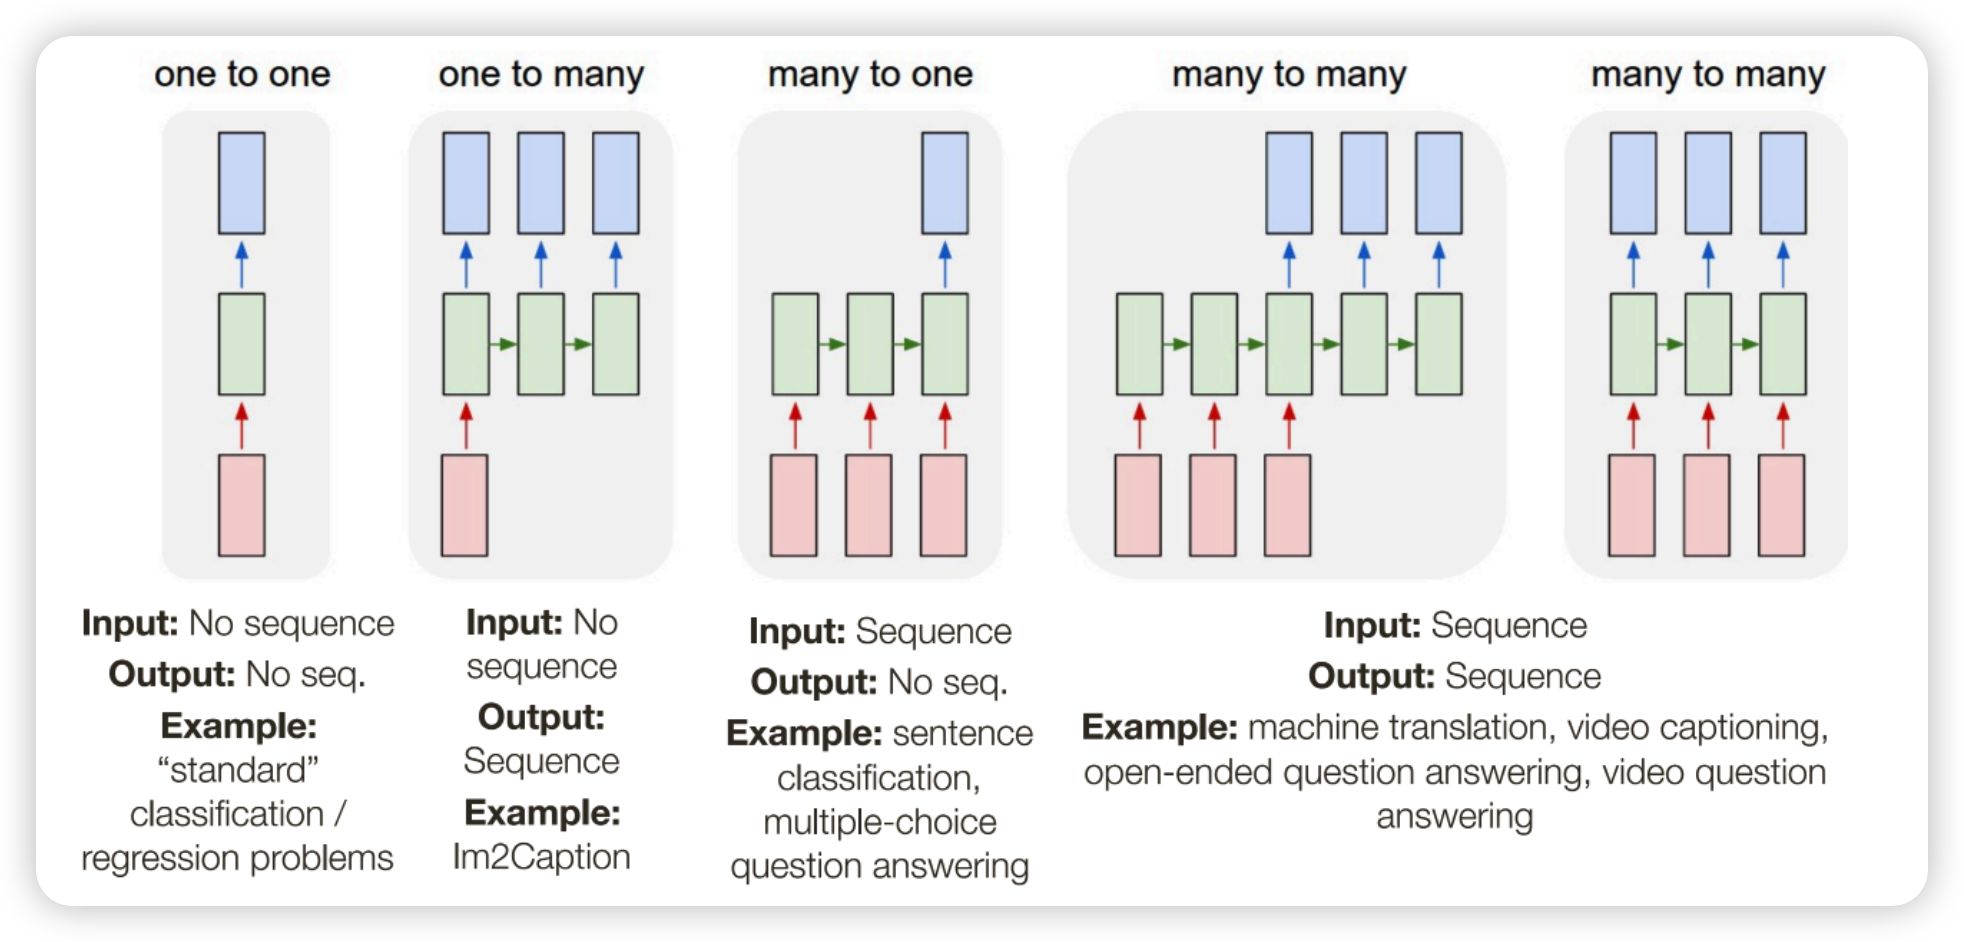 one to one
one to many
many to one
many to many
many to many
Input: No sequence
Output: No seq.
Example:
“standard”
classification /
regression problems
Input: No
sequence
Output:
Sequence
Example:
Im2Caption
Input: Sequence
Output: No seq.
Example: sentence
classification,
multiple-choice
question answering
Input: Sequence
Output: Sequence
Example: machine translation, video captioning,
open-ended question answering, video question
answering